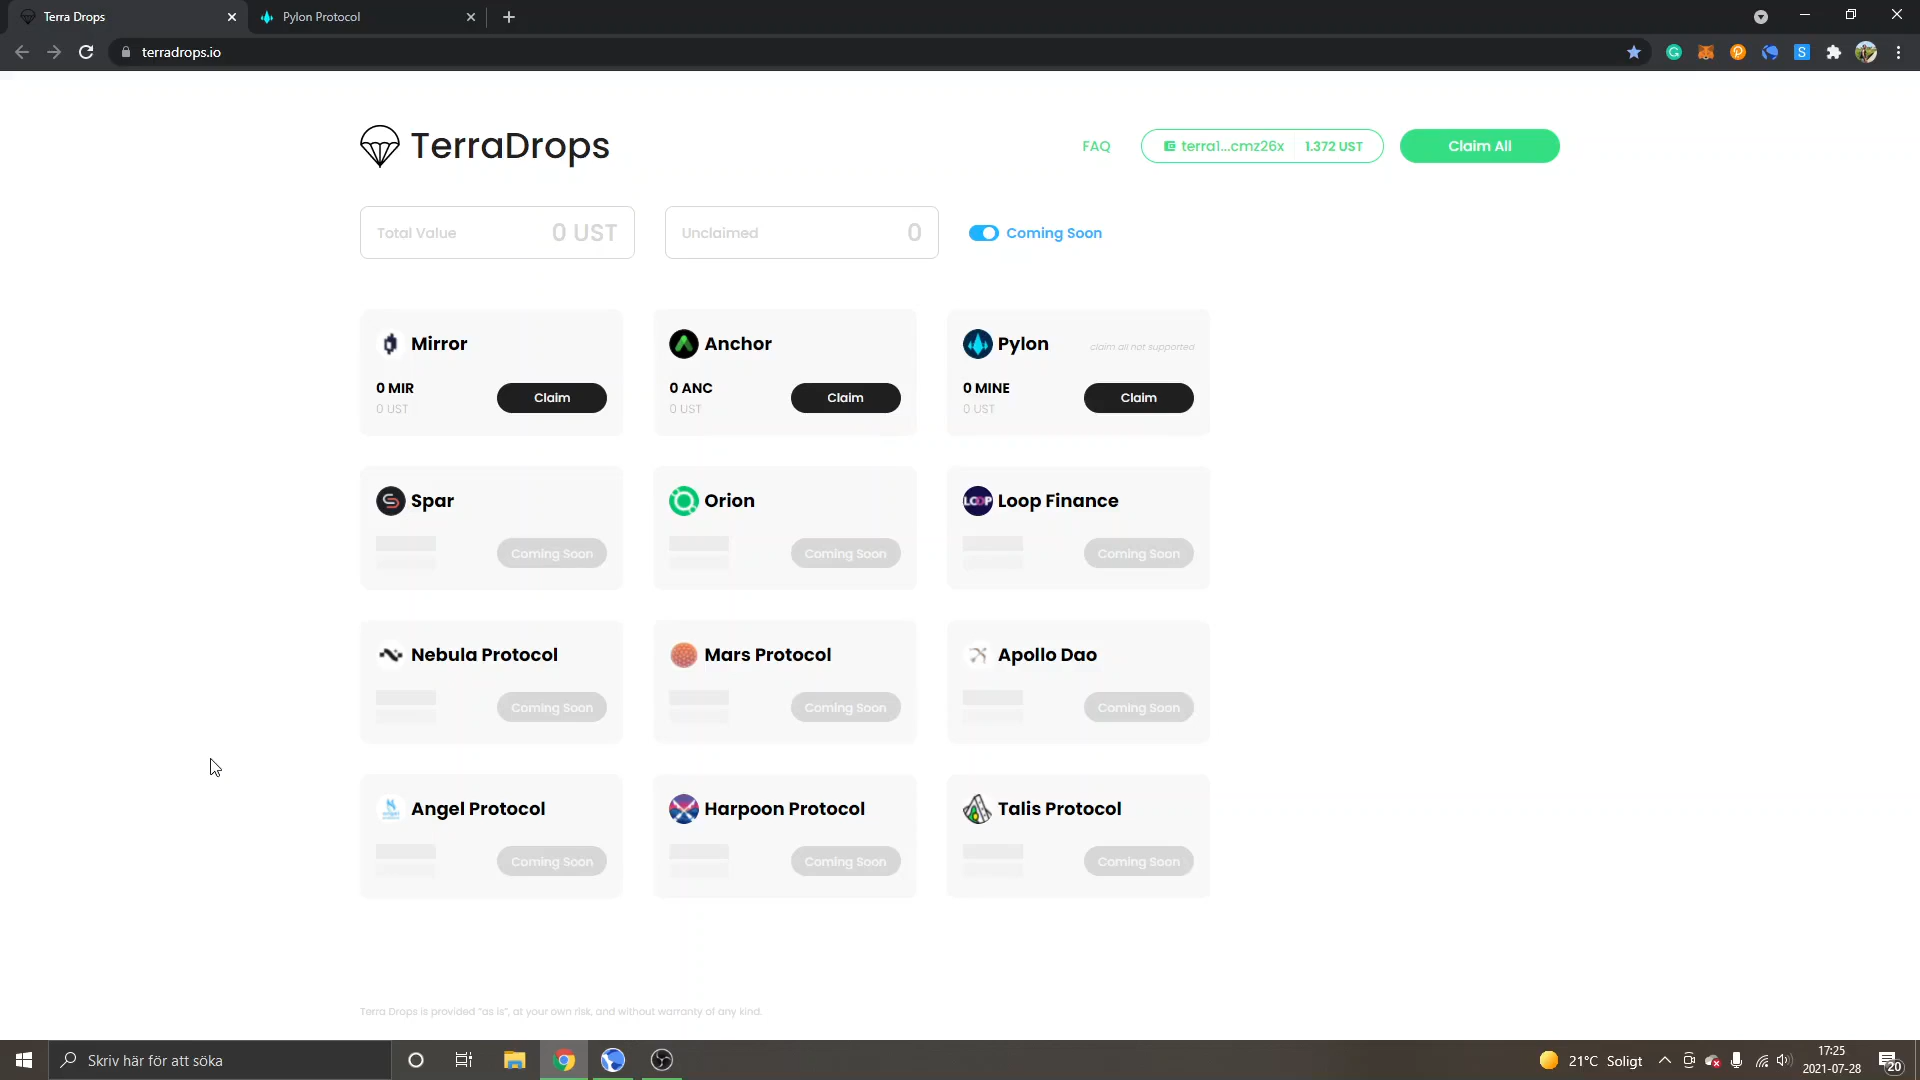 Terra Drops
Pylon Protocol
terradrops.io
TerraDrops
FAQ
terra1...cmz26x 1.372 UST
Claim All
Total Value 0 UST
Unclaimed 0
Coming Soon
Mirror
0 MIR
0 UST
Claim
Anchor
0 ANC
0 UST
Claim
Pylon
claim all not supported
0 MINE
0 UST
Claim
Spar
Coming Soon
Orion
Coming Soon
LOOP
Loop Finance
Coming Soon
Nebula Protocol
Coming Soon
Mars Protocol
Coming Soon
Apollo Dao
Coming Soon
Angel Protocol
Coming Soon
Harpoon Protocol
Coming Soon
Talis Protocol
Coming Soon
Terra Drops is provided "as is", at your own risk, and without warranty of any kind.
Skriv här för att söka
21°C Soligt
17:25
2021-07-28
20